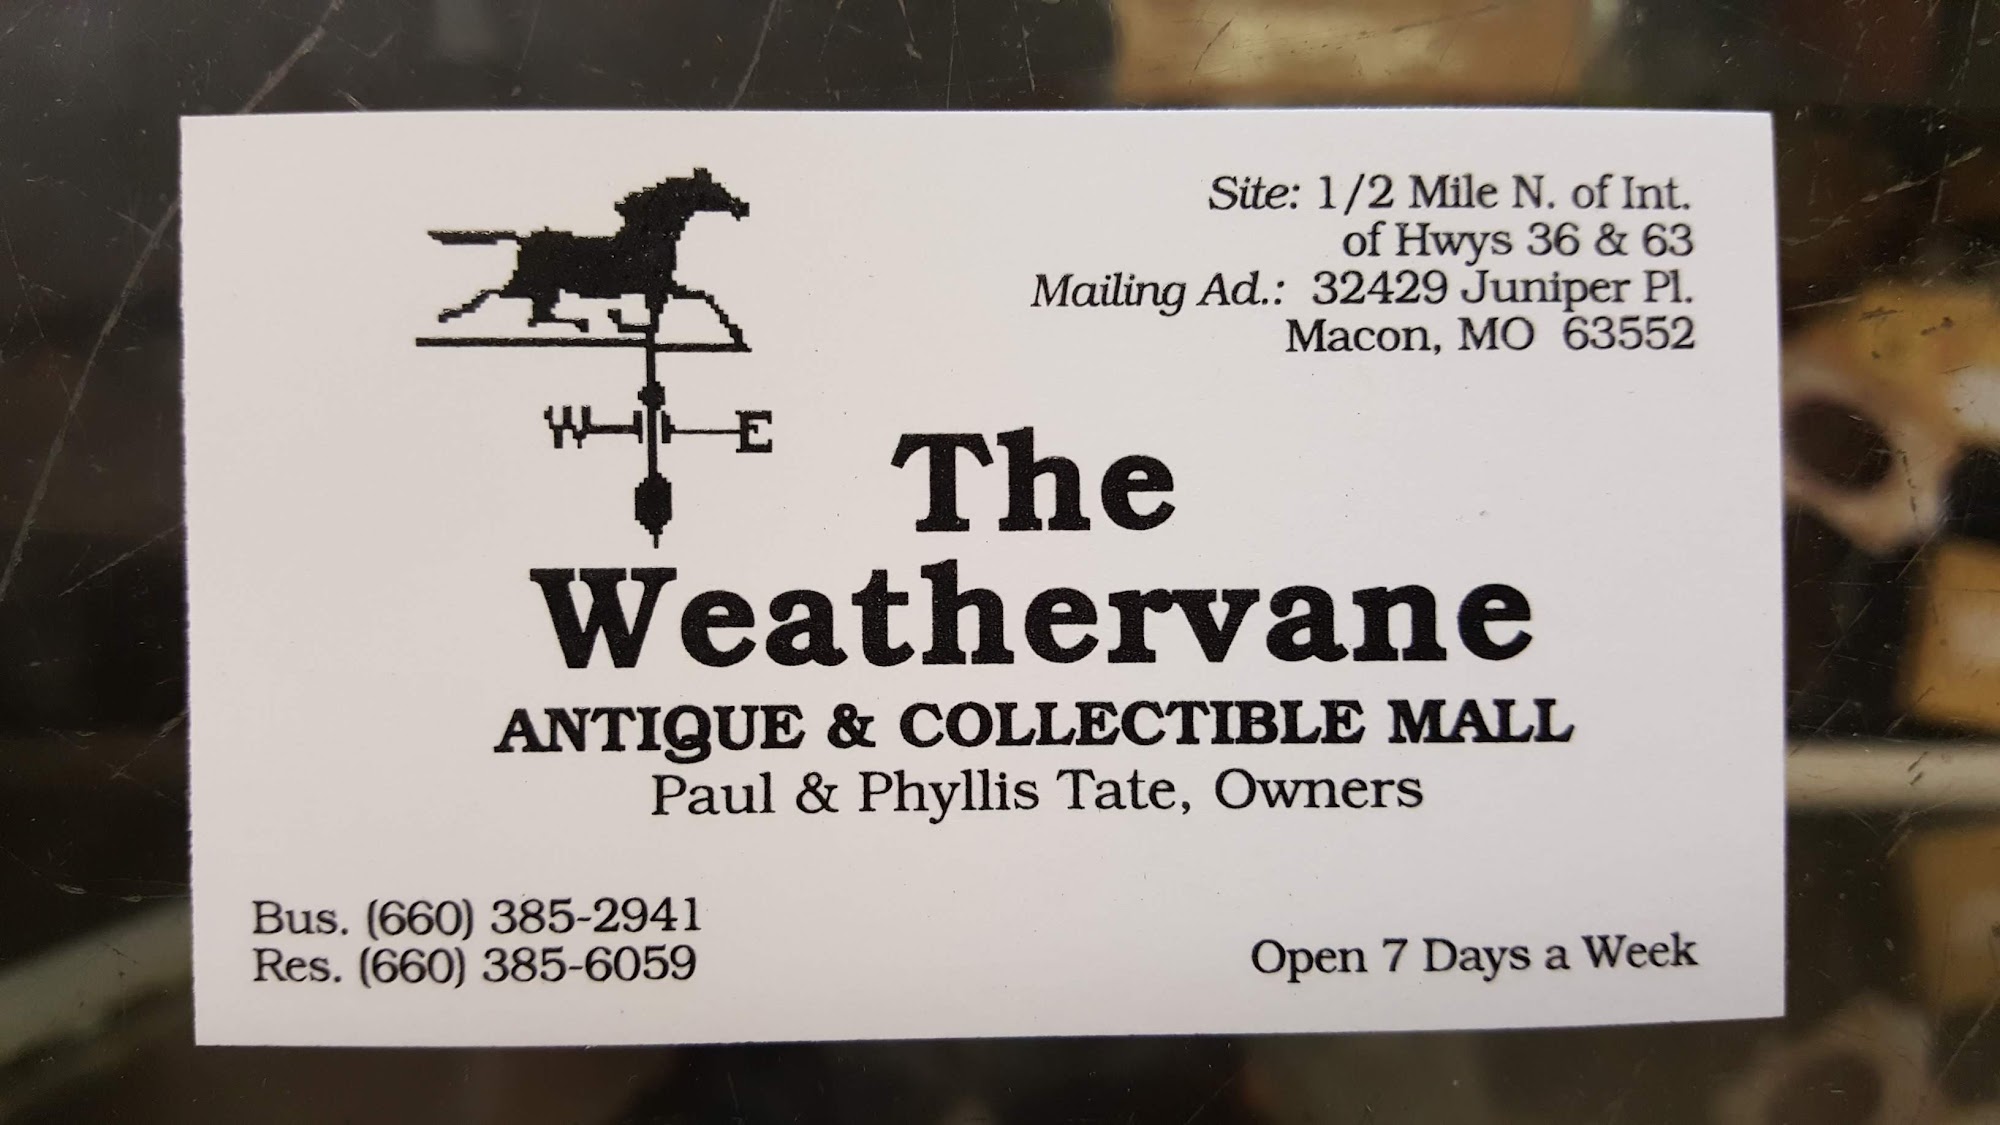 Site: 1/2 Mile N. of Int.
of Hwys 36 & 63
Mailing Ad.: 32429 Juniper Pl.
Macon, MO 63552
W E
The
Weathervane
ANTIQUE & COLLECTIBLE MALL
Paul & Phyllis Tate, Owners
Bus. (660) 385-2941
Res. (660) 385-6059
Open 7 Days a Week